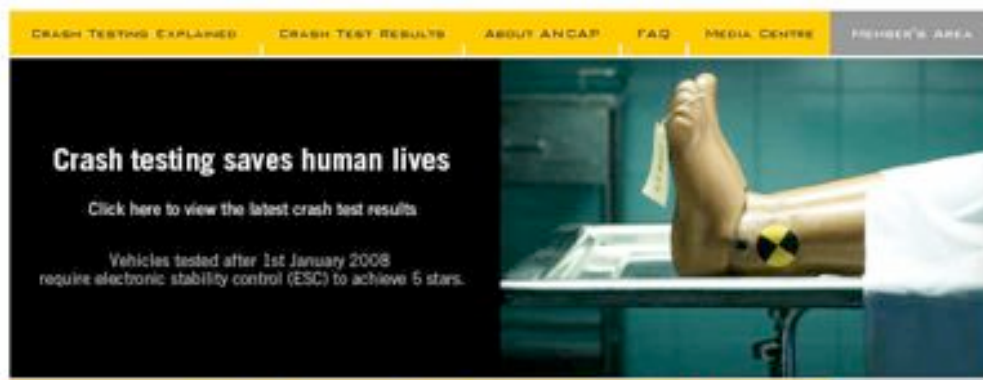 CRASH TESTING EXPLAINED CRASH TEST RESULTS ABOUT ANCAP FAQ MEDIA CENTRE MEMBER'S AREA
Crash testing saves human lives
Click here to view the latest crash test results
Vehicles tested after 1st January 2008
require electronic stability control (ESC) to achieve 5 stars.